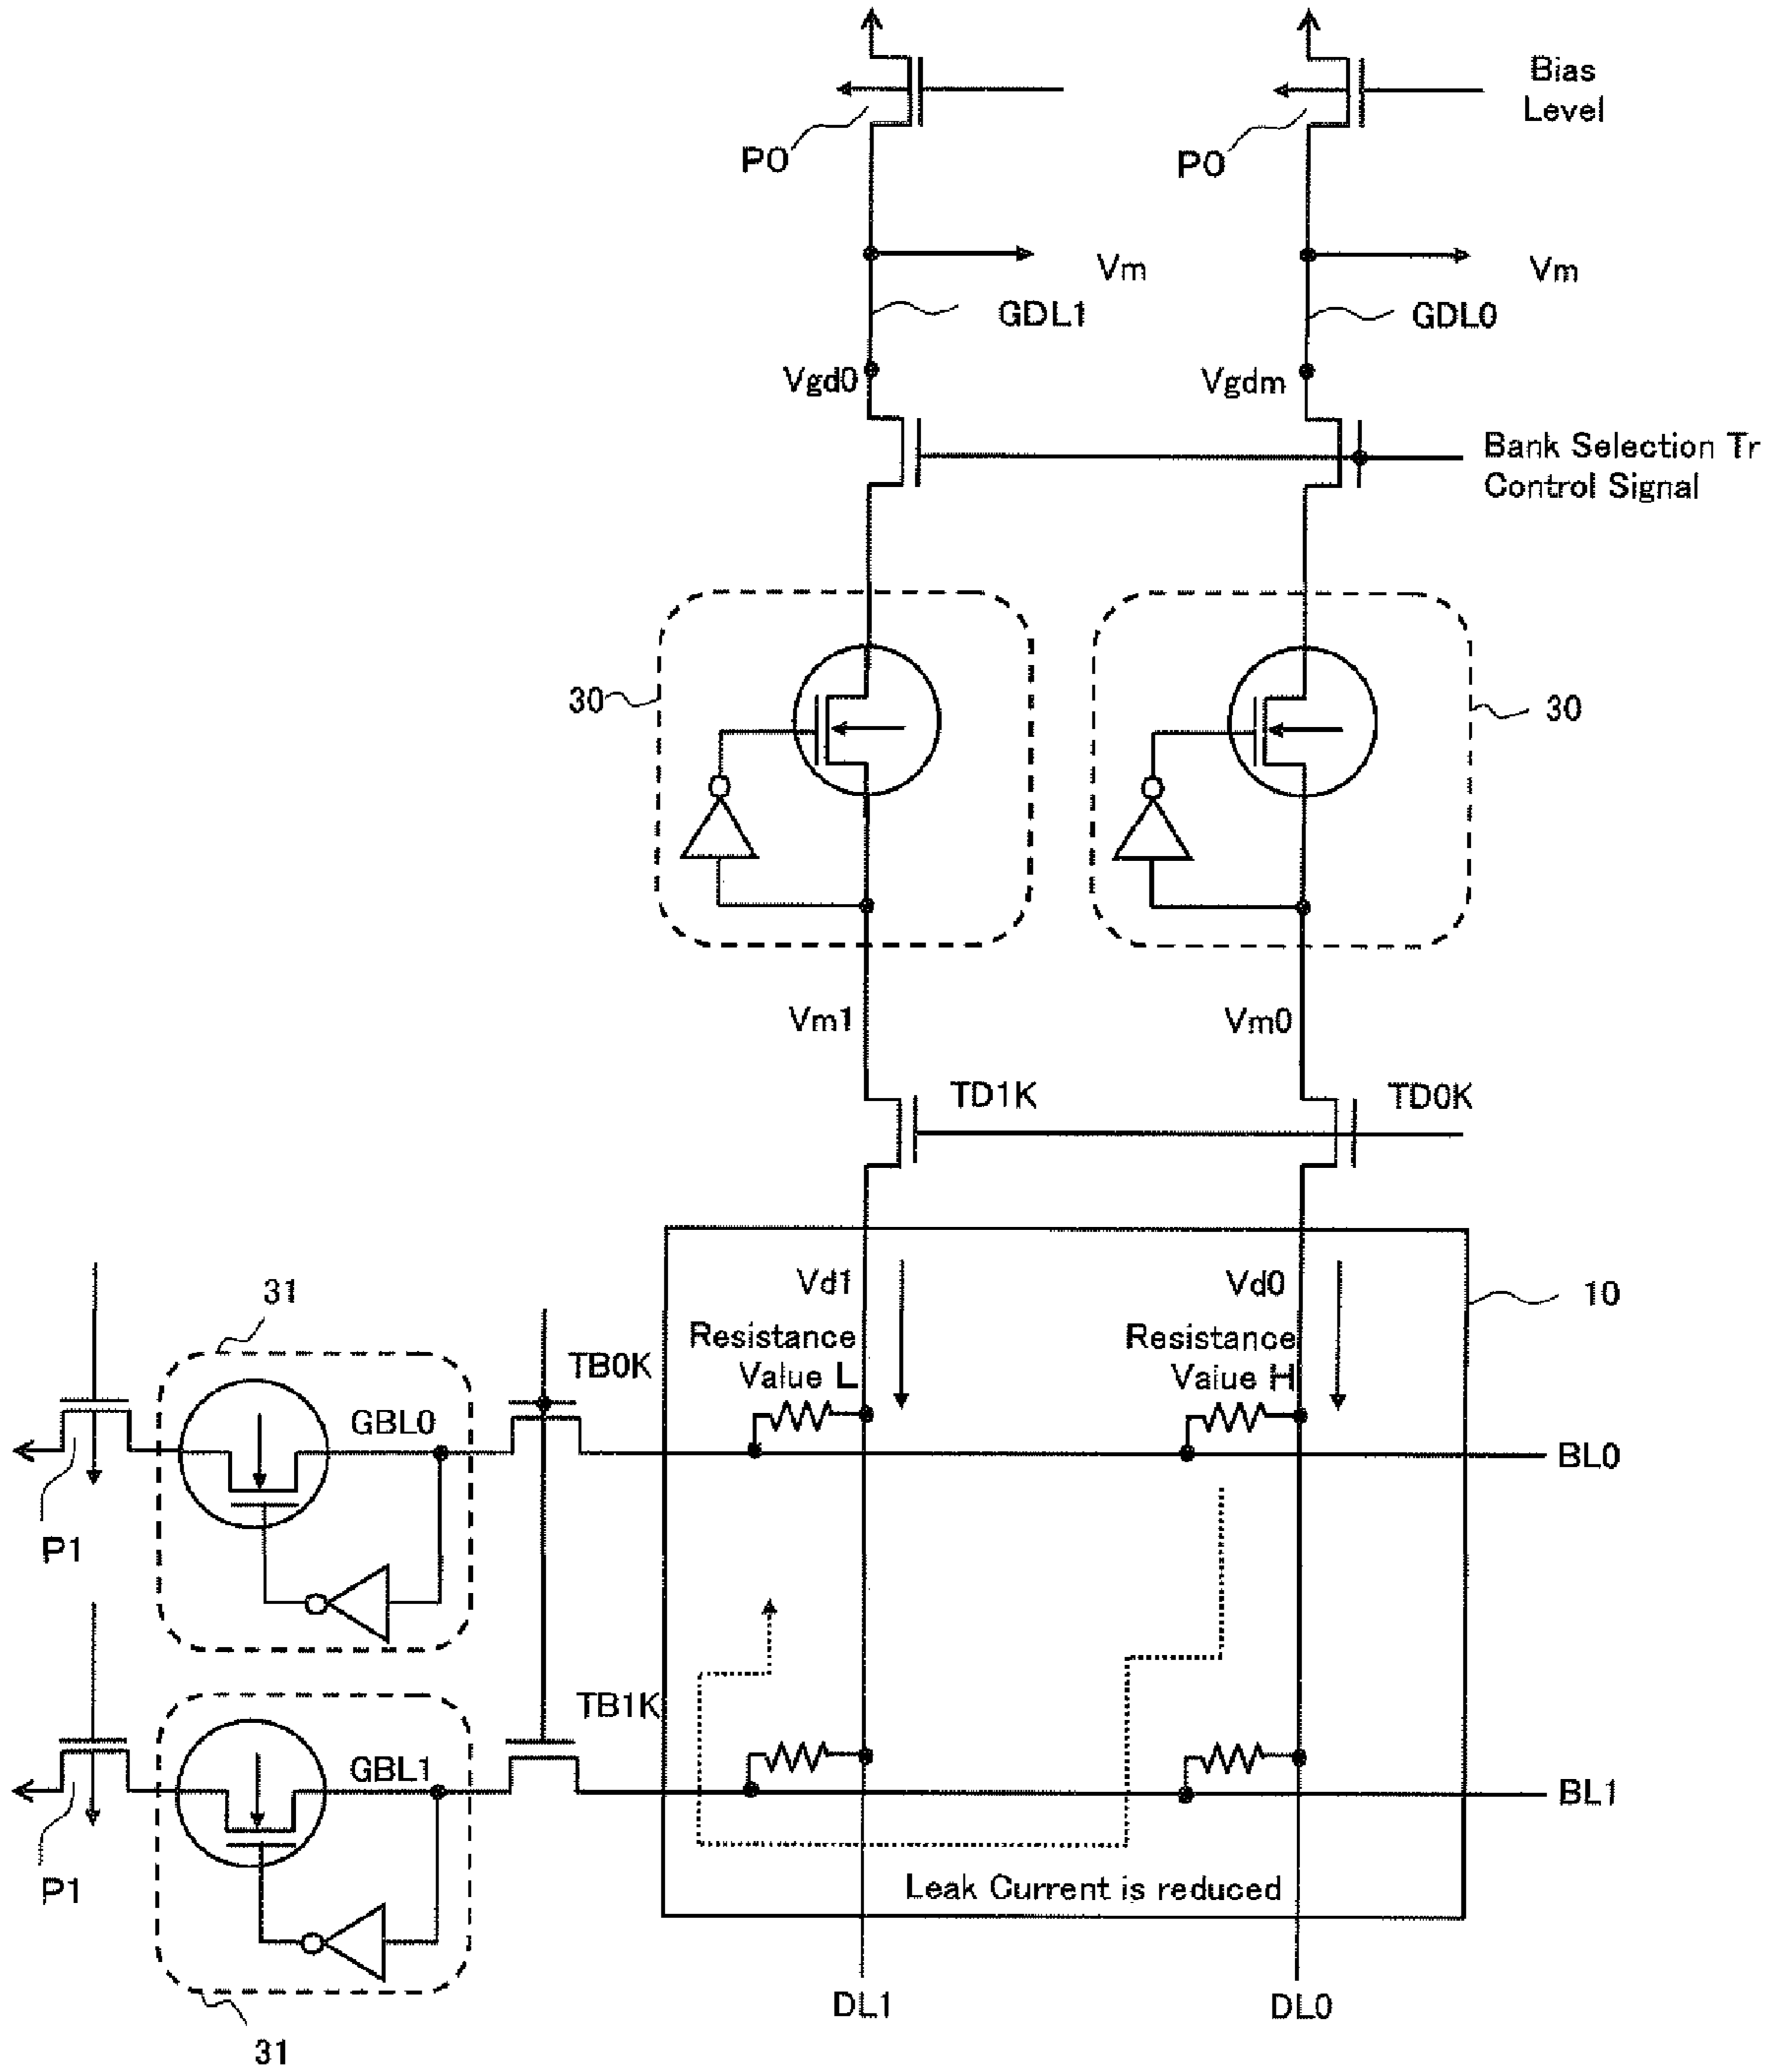 Bias
Level
P0
P0
Vm
Vm
GDL1
GDL0
Vgd0
Vgdm
Bank Selection Tr
Control Signal
30
30
Vm1
Vm0
TD1K
TD0K
31
Vd1
Vd0
10
Resistance
Value L
Resistance
Value H
TB0K
GBL0
BL0
P1
TB1K
GBL1
BL1
P1
Leak Current is reduced
DL1
DL0
31